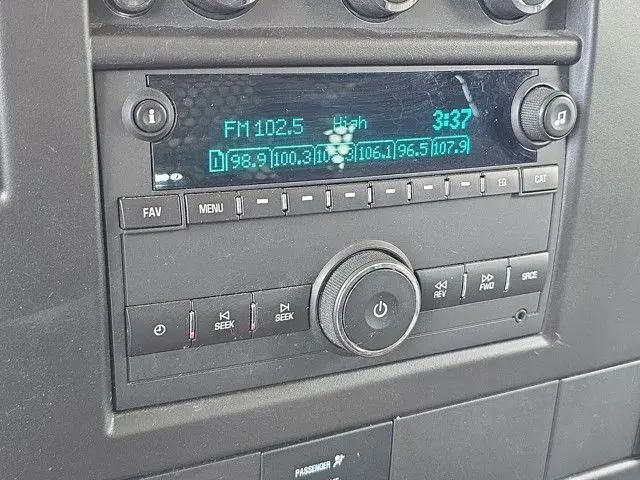 i
FM 102.5 High 3:37
1 98.9 100.3 106.1 96.5 107.9
FAV MENU EQ CAT
REV FWD SRCE
SEEK SEEK
PASSENGER